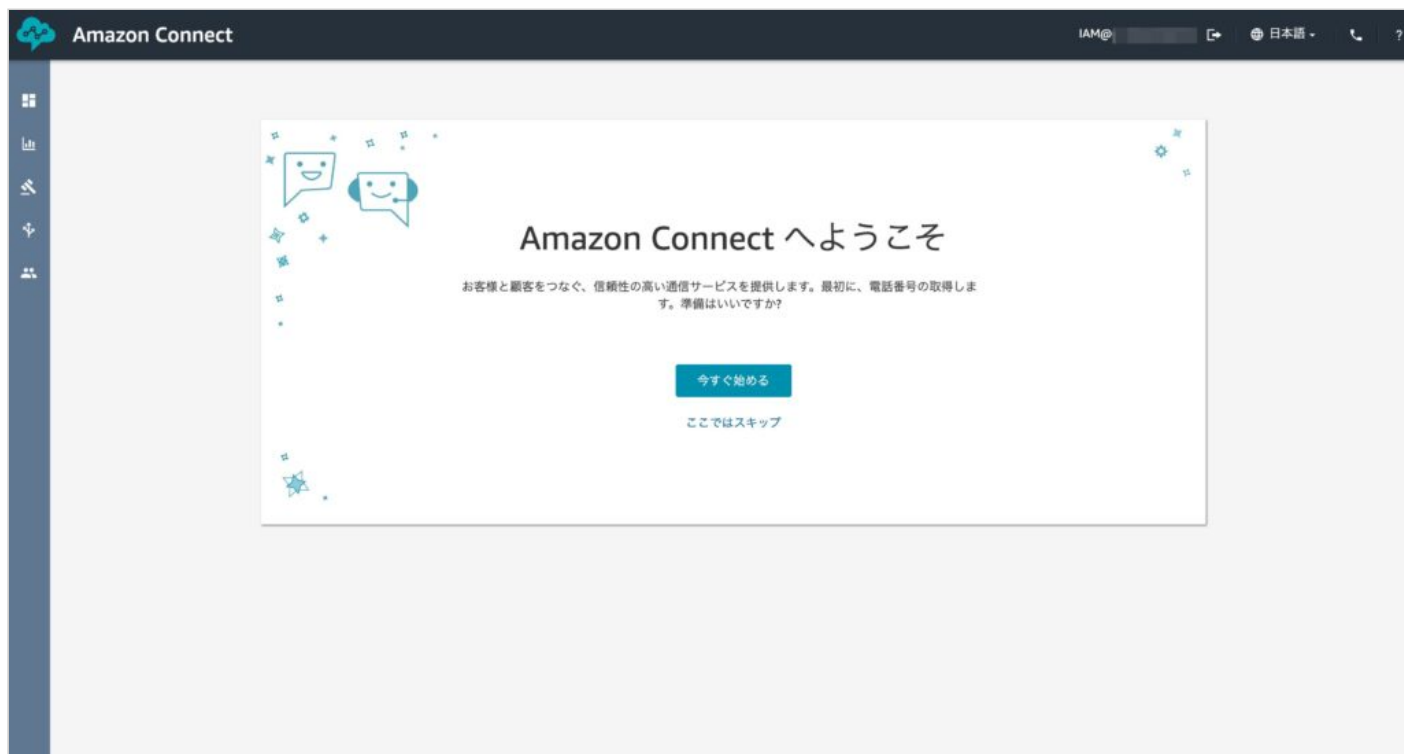 Amazon Connect
IAM@
日本語
?
Amazon Connect へようこそ
お客様と顧客をつなぐ、信頼性の高い通信サービスを提供します。最初に、電話番号の取得しま
す。準備はいいですか?
今すぐ始める
ここではスキップ